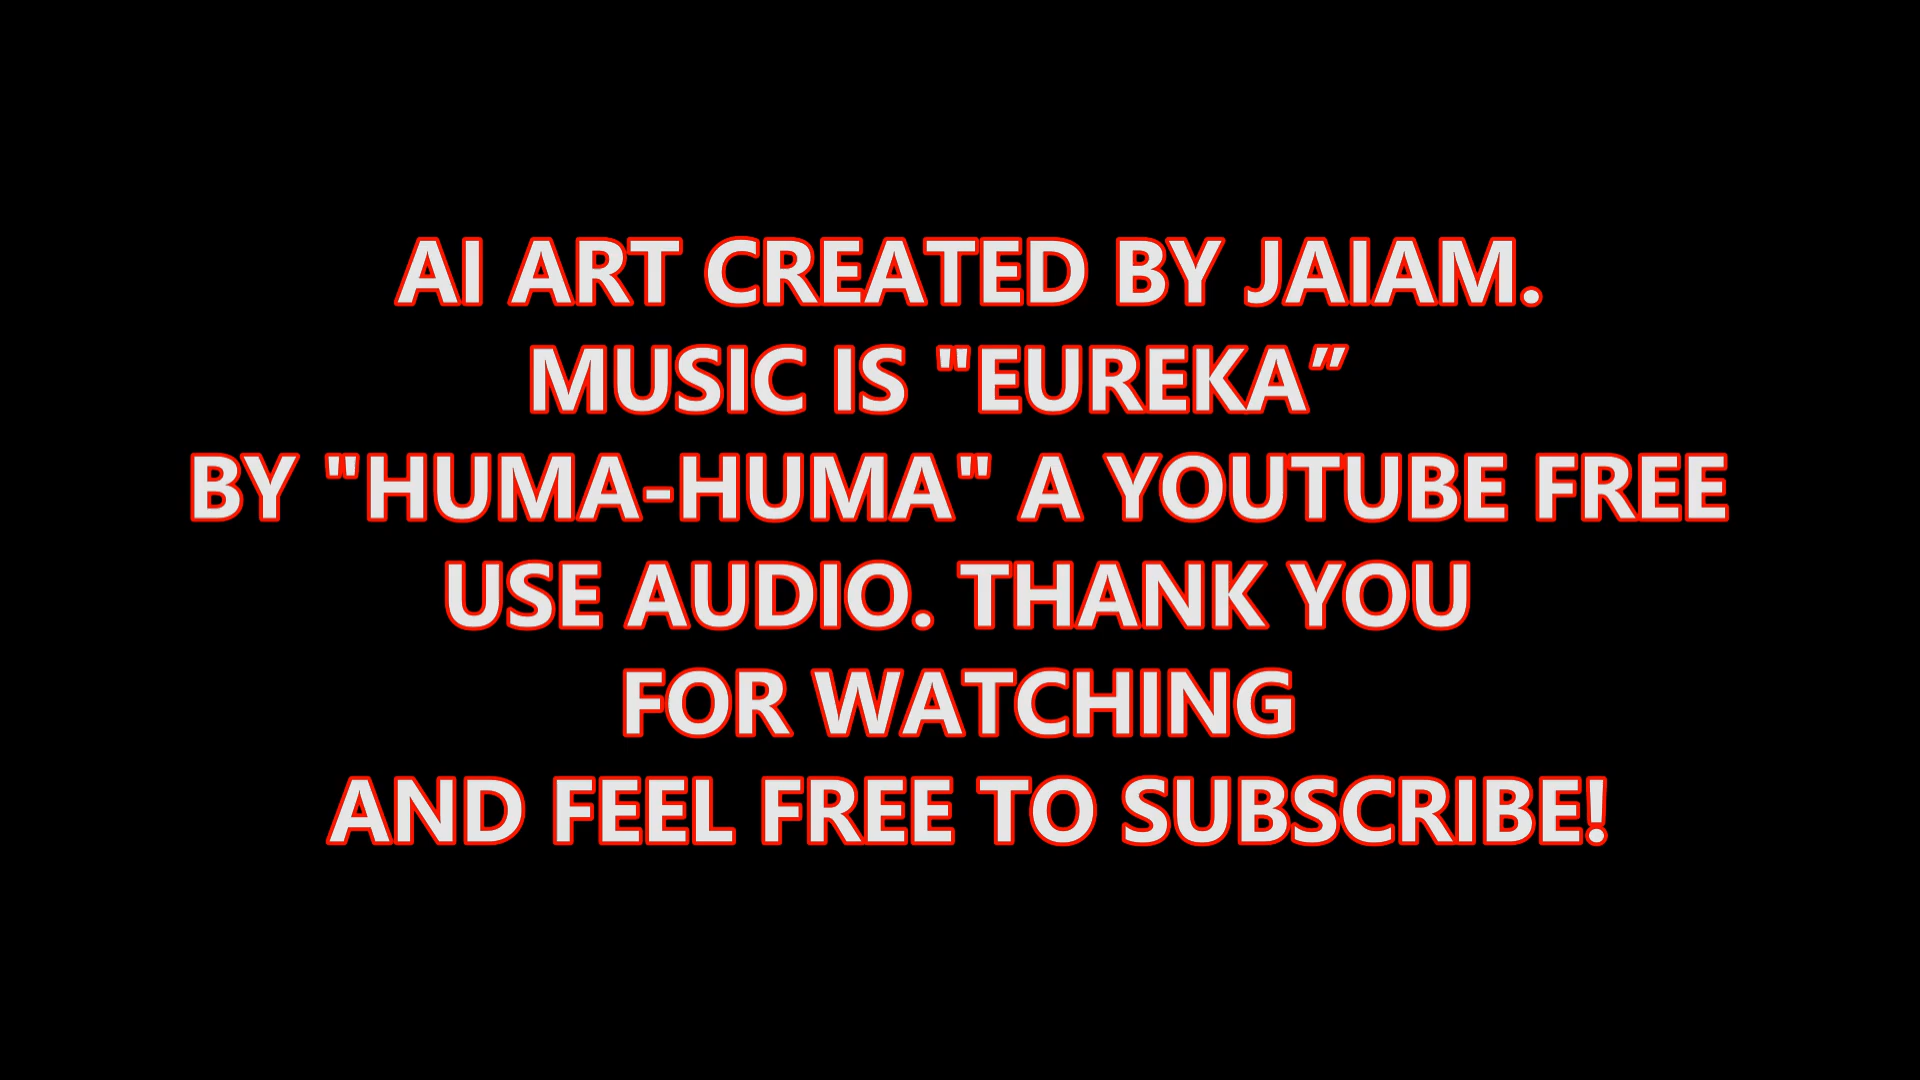 AI ART CREATED BY JAIAM.
MUSIC IS "EUREKA”
BY "HUMA-HUMA" A YOUTUBE FREE
USE AUDIO. THANK YOU
FOR WATCHING
AND FEEL FREE TO SUBSCRIBE!